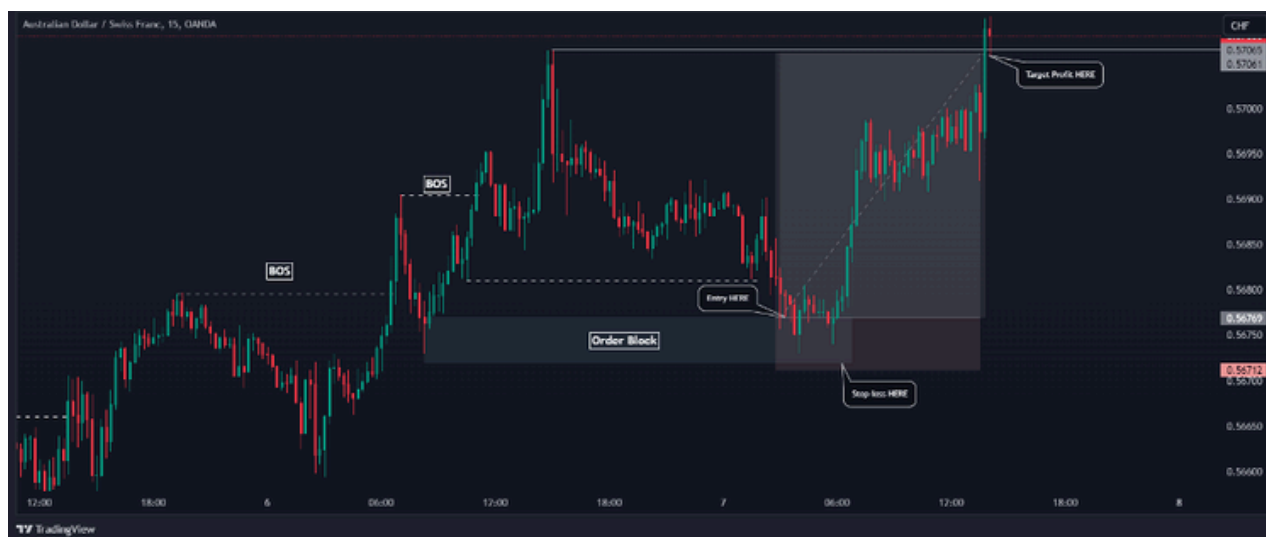 Australian Dollar / Swiss Franc, 15, OANDA
CHF
0.57065
0.57061
Target Profit HERE
0.57000
0.56950
BOS
0.56900
0.56850
BOS
0.56800
Entry HERE
0.56769
Order Block
0.56750
0.56712
0.56700
Stop-loss HERE
0.56650
0.56600
12:00 18:00 6 06:00 12:00 18:00 7 06:00 12:00 18:00 8
TradingView